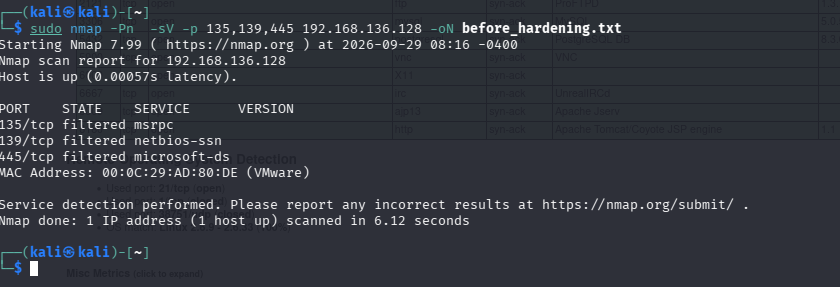 ┌──(kali㉿kali)-[~]
└─$ sudo nmap -Pn  -sV -p 135,139,445 192.168.136.128 -oN before_hardening.txt
Starting Nmap 7.99 ( https://nmap.org ) at 2026-09-29 08:16 -0400
Nmap scan report for 192.168.136.128
Host is up (0.00057s latency).

PORT    STATE    SERVICE      VERSION
135/tcp filtered msrpc
139/tcp filtered netbios-ssn
445/tcp filtered microsoft-ds
MAC Address: 00:0C:29:AD:80:DE (VMware)

Service detection performed. Please report any incorrect results at https://nmap.org/submit/ .
Nmap done: 1 IP address (1 host up) scanned in 6.12 seconds

┌──(kali㉿kali)-[~]
└─$
Misc Metrics (click to expand)